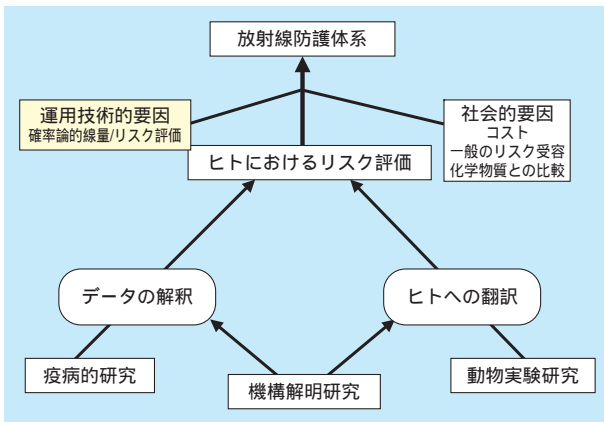 放射線防護体系
運用技術的要因
確率論的線量/リスク評価
社会的要因
コスト
一般のリスク受容
化学物質との比較
ヒトにおけるリスク評価
データの解釈
ヒトへの翻訳
疫病的研究
機構解明研究
動物実験研究